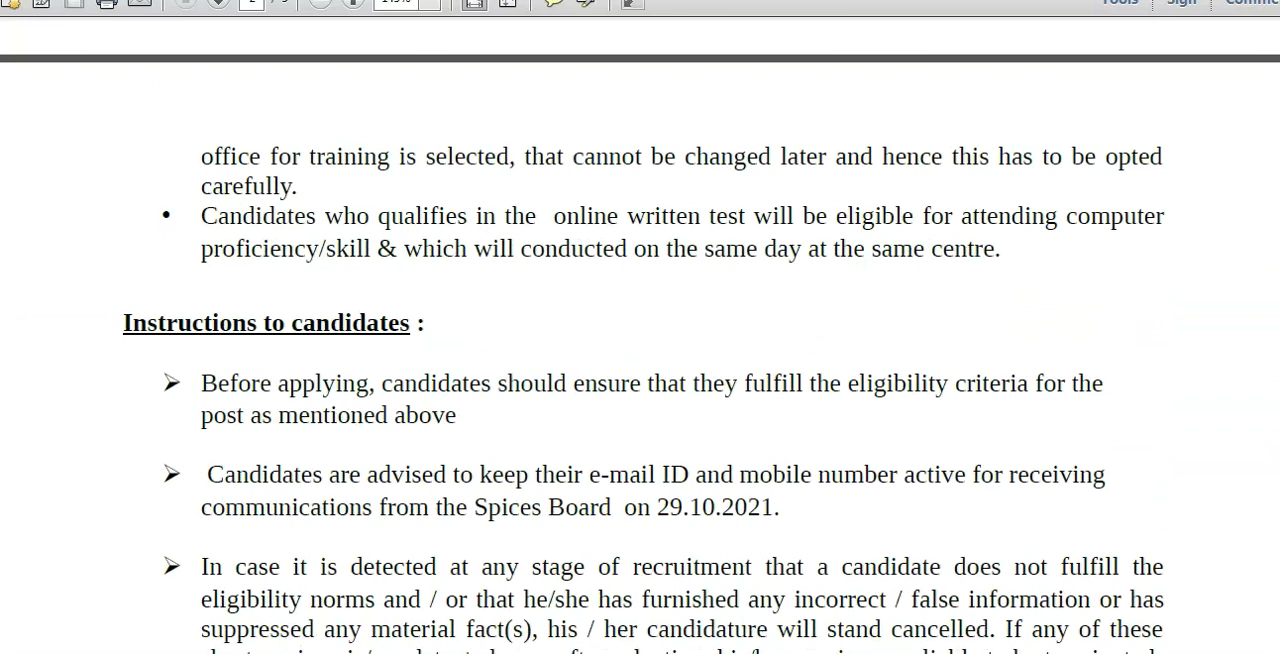 Tools Sign
office for training is selected, that cannot be changed later and hence this has to be opted
carefully.
• Candidates who qualifies in the online written test will be eligible for attending computer
proficiency/skill & which will conducted on the same day at the same centre.
Instructions to candidates :
➢ Before applying, candidates should ensure that they fulfill the eligibility criteria for the
post as mentioned above
➢ Candidates are advised to keep their e-mail ID and mobile number active for receiving
communications from the Spices Board on 29.10.2021.
➢ In case it is detected at any stage of recruitment that a candidate does not fulfill the
eligibility norms and / or that he/she has furnished any incorrect / false information or has
suppressed any material fact(s), his / her candidature will stand cancelled. If any of these